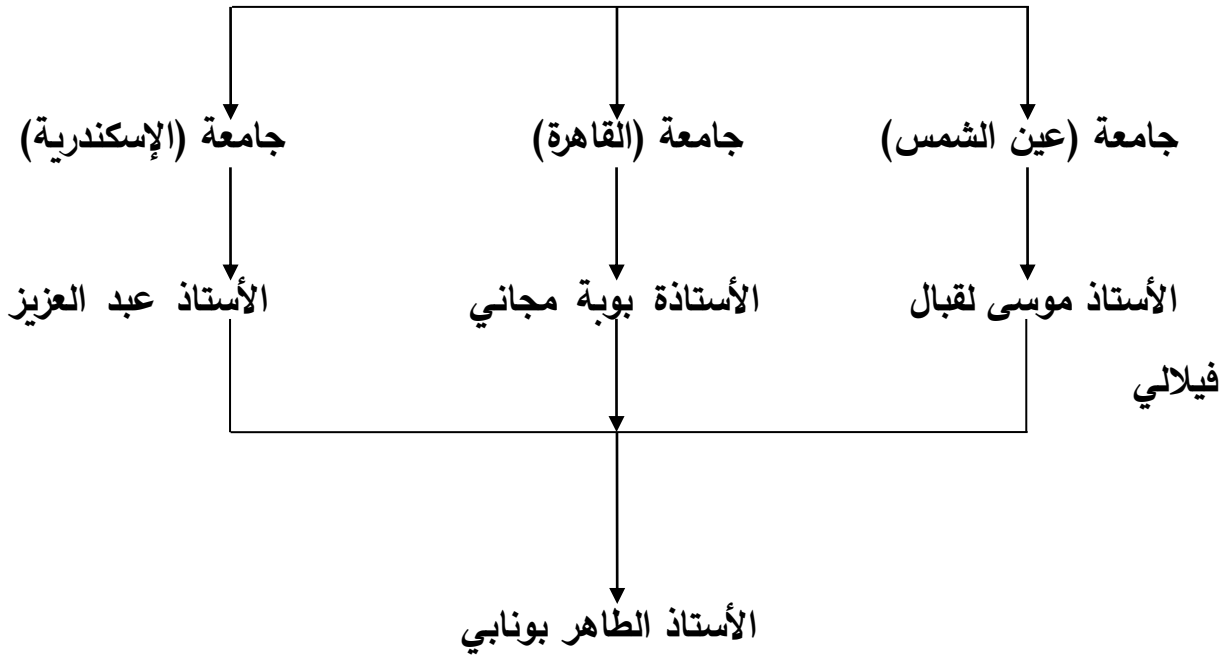 جامعة (عين الشمس) جامعة (القاهرة) جامعة (الإسكندرية)
الأستاذ موسى لقبال الأستاذة بوبة مجاني الأستاذ عبد العزيز
فيلالي
الأستاذ الطاهر بونابي